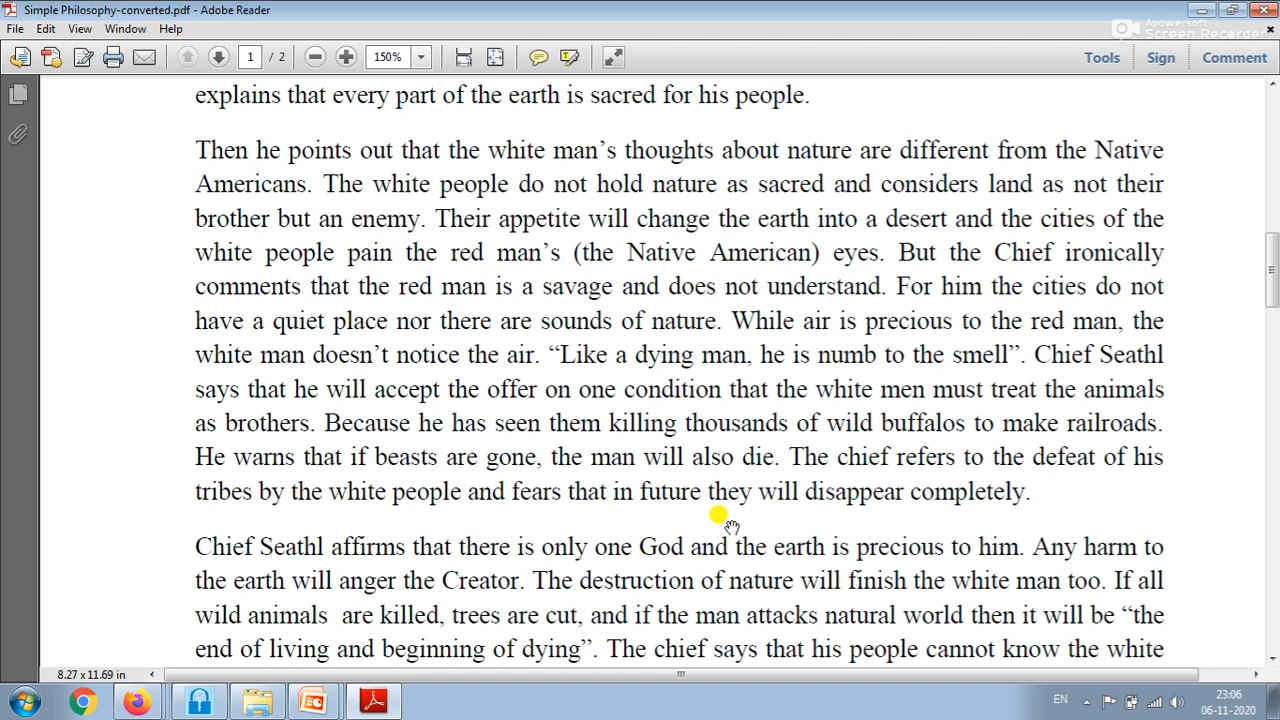 Simple Philosophy-converted.pdf - Adobe Reader
File Edit View Window Help
Apowersoft
Screen Recorder
1 / 2 150% Tools Sign Comment
explains that every part of the earth is sacred for his people.
Then he points out that the white man’s thoughts about nature are different from the Native
Americans. The white people do not hold nature as sacred and considers land as not their
brother but an enemy. Their appetite will change the earth into a desert and the cities of the
white people pain the red man’s (the Native American) eyes. But the Chief ironically
comments that the red man is a savage and does not understand. For him the cities do not
have a quiet place nor there are sounds of nature. While air is precious to the red man, the
white man doesn’t notice the air. “Like a dying man, he is numb to the smell”. Chief Seathl
says that he will accept the offer on one condition that the white men must treat the animals
as brothers. Because he has seen them killing thousands of wild buffalos to make railroads.
He warns that if beasts are gone, the man will also die. The chief refers to the defeat of his
tribes by the white people and fears that in future they will disappear completely.
Chief Seathl affirms that there is only one God and the earth is precious to him. Any harm to
the earth will anger the Creator. The destruction of nature will finish the white man too. If all
wild animals are killed, trees are cut, and if the man attacks natural world then it will be “the
end of living and beginning of dying”. The chief says that his people cannot know the white
8.27 x 11.69 in
EN 23:06
06-11-2020